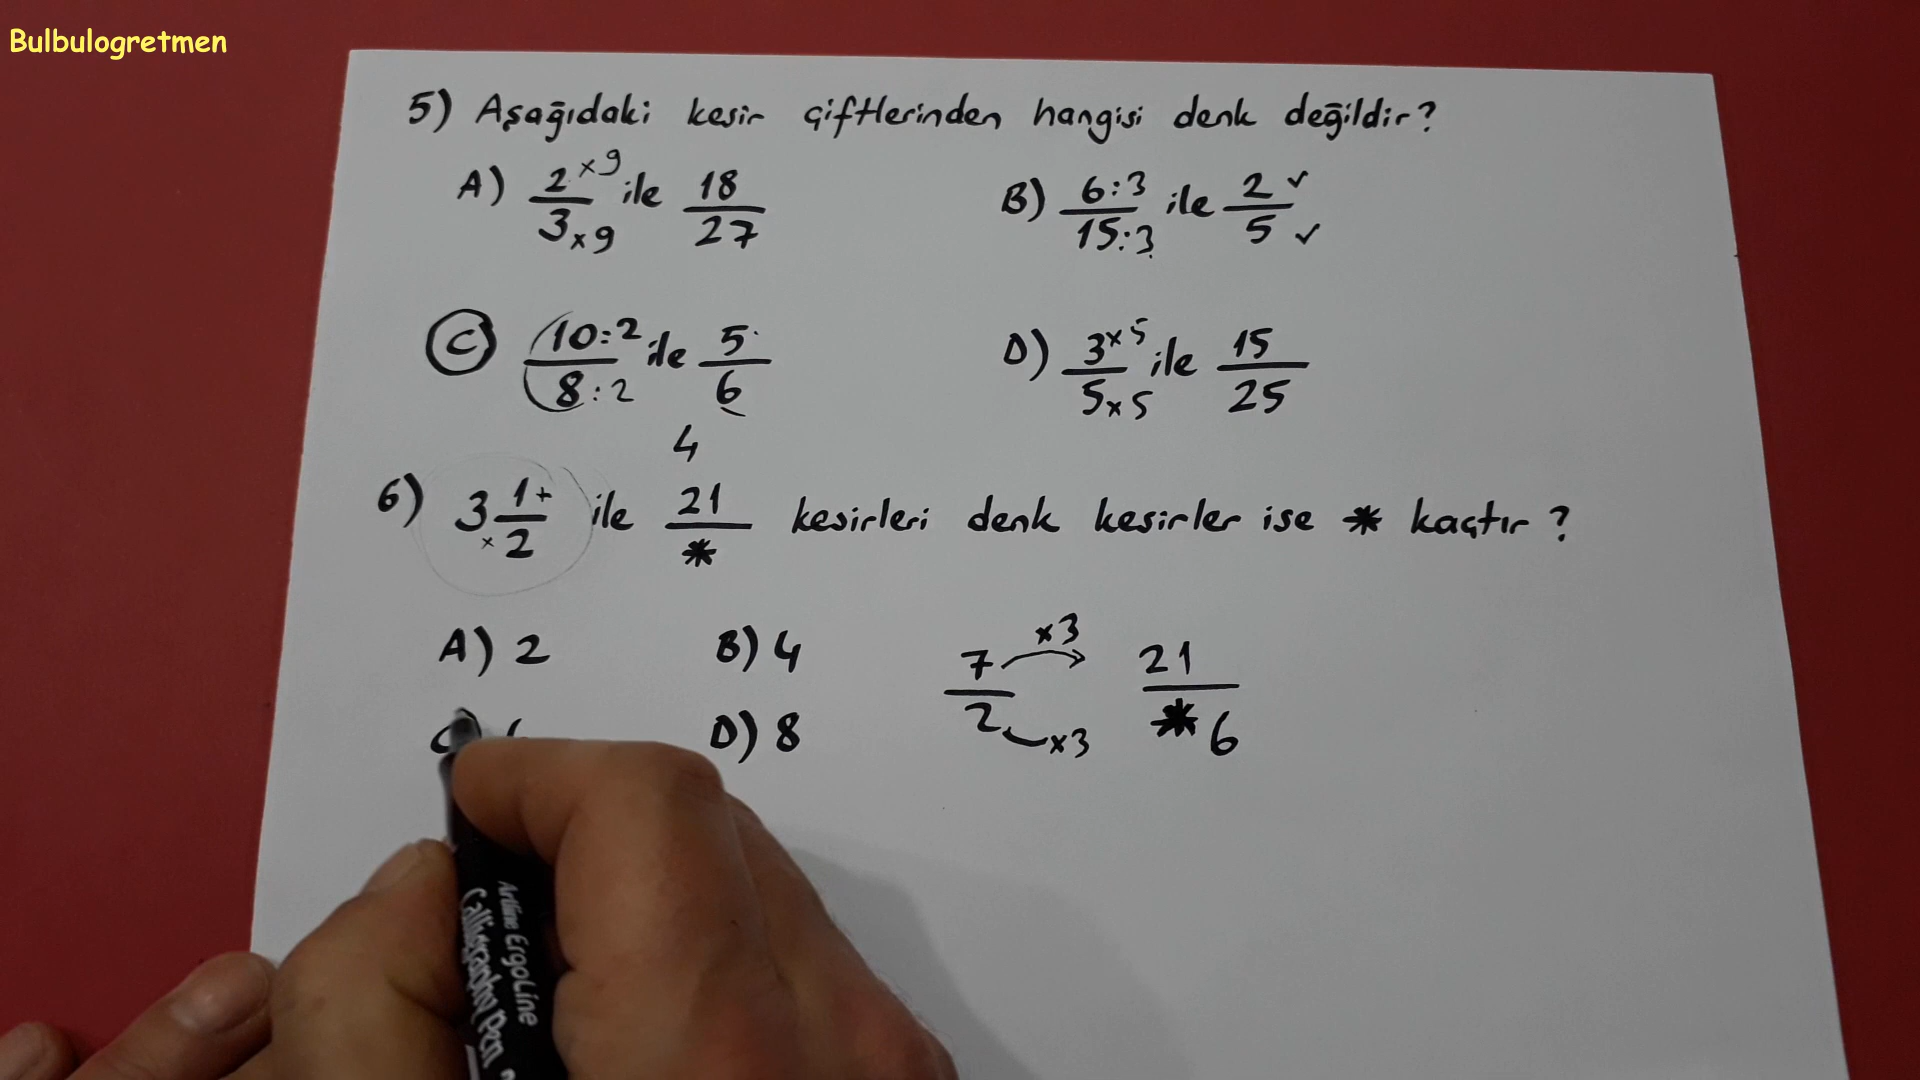 Bulbulogretmen
5) Aşağıdaki kesir çiftlerinden hangisi denk değildir?
A) 2×9/3×9 ile 18/27 B) 6:3/15:3 ile 2✓/5✓
C) 10:2/8:2 ile 5/6 D) 3×5/5×5 ile 15/25
4
6) 3 1+/×2 ile 21/* kesirleri denk kesirler ise * kaçtır?
A) 2 B) 4
C) D) 8
7/2 ×3 ×3 21/* 6
Artline ErgoLine
Calligraphy Pen